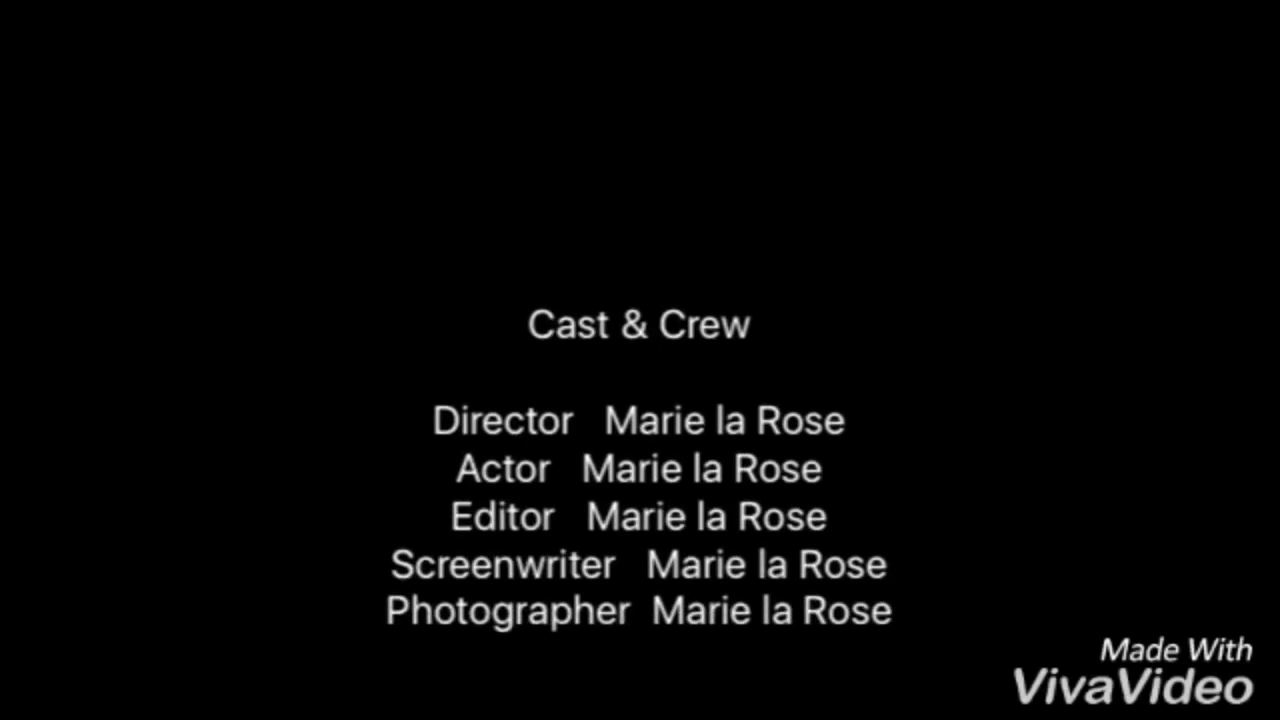 Cast & Crew
Director Marie la Rose
Actor Marie la Rose
Editor Marie la Rose
Screenwriter Marie la Rose
Photographer Marie la Rose
Made With
VivaVideo